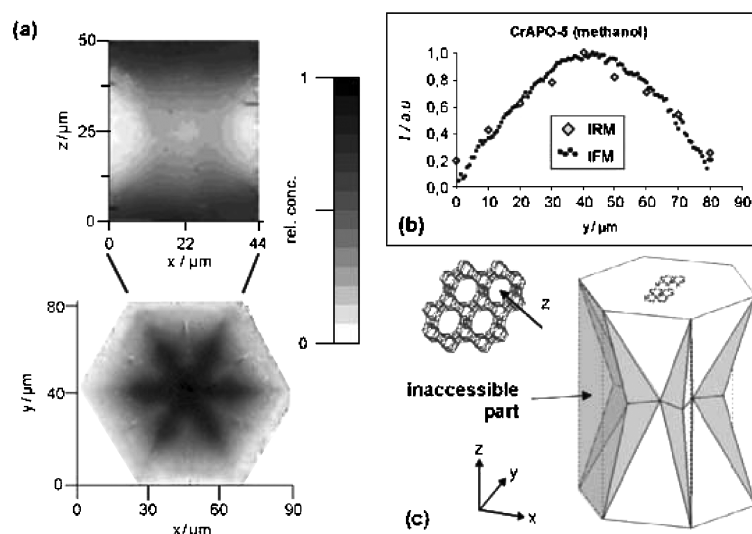 (a)
50
z / µm
25
0
0 22 44
x / µm
1
rel. conc.
0
80
y / µm
40
0
0 30 60 90
x / µm
CrAPO-5 (methanol)
1,0
0,8
0,6
0,4
0,2
0,0
I / a.u
IRM
IFM
0 10 20 30 40 50 60 70 80 90
y / µm
(b)
z
inaccessible
part
z
y
x
(c)